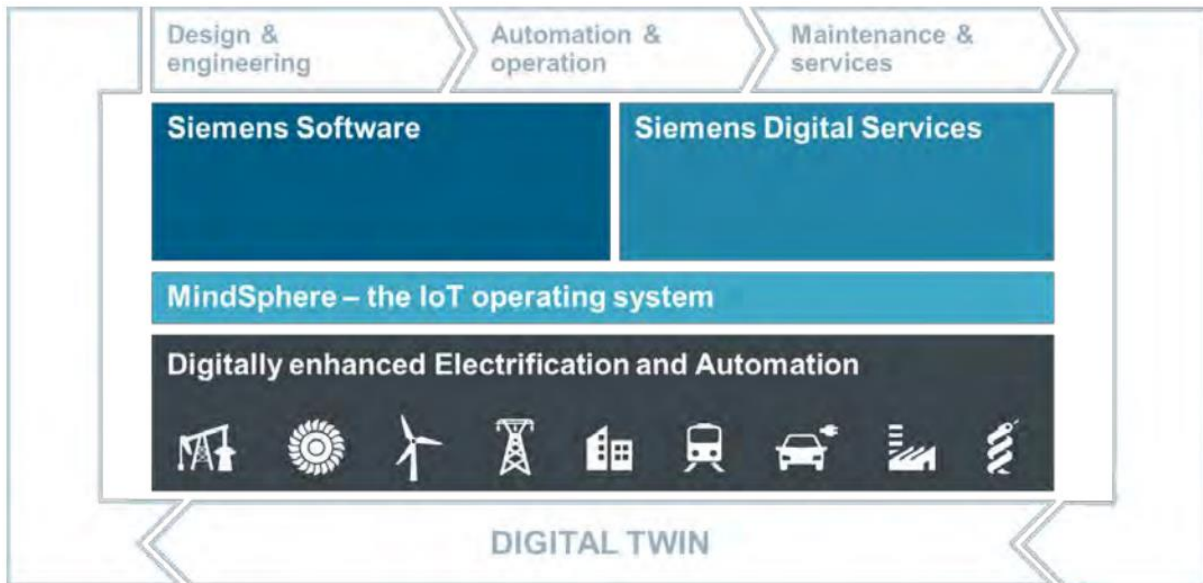 Design &
engineering
Automation &
operation
Maintenance &
services
Siemens Software
Siemens Digital Services
MindSphere – the IoT operating system
Digitally enhanced Electrification and Automation
DIGITAL TWIN